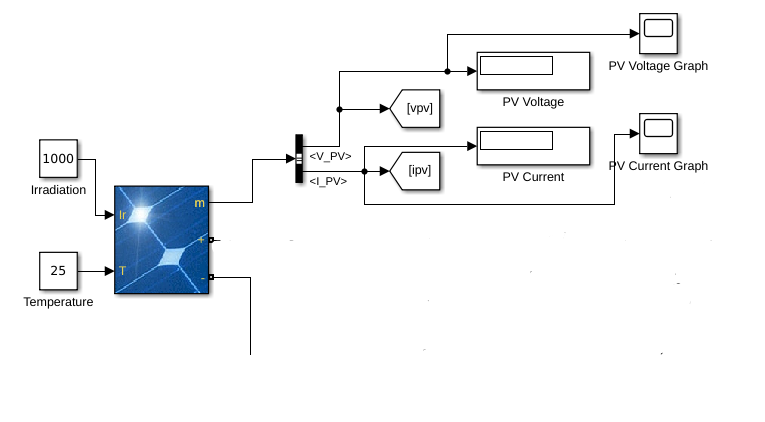 PV Voltage Graph
PV Voltage
[vpv]
<V_PV>
1000
Irradiation
PV Current Graph
[ipv]
PV Current
<I_PV>
Ir
m
+
25
T
-
Temperature